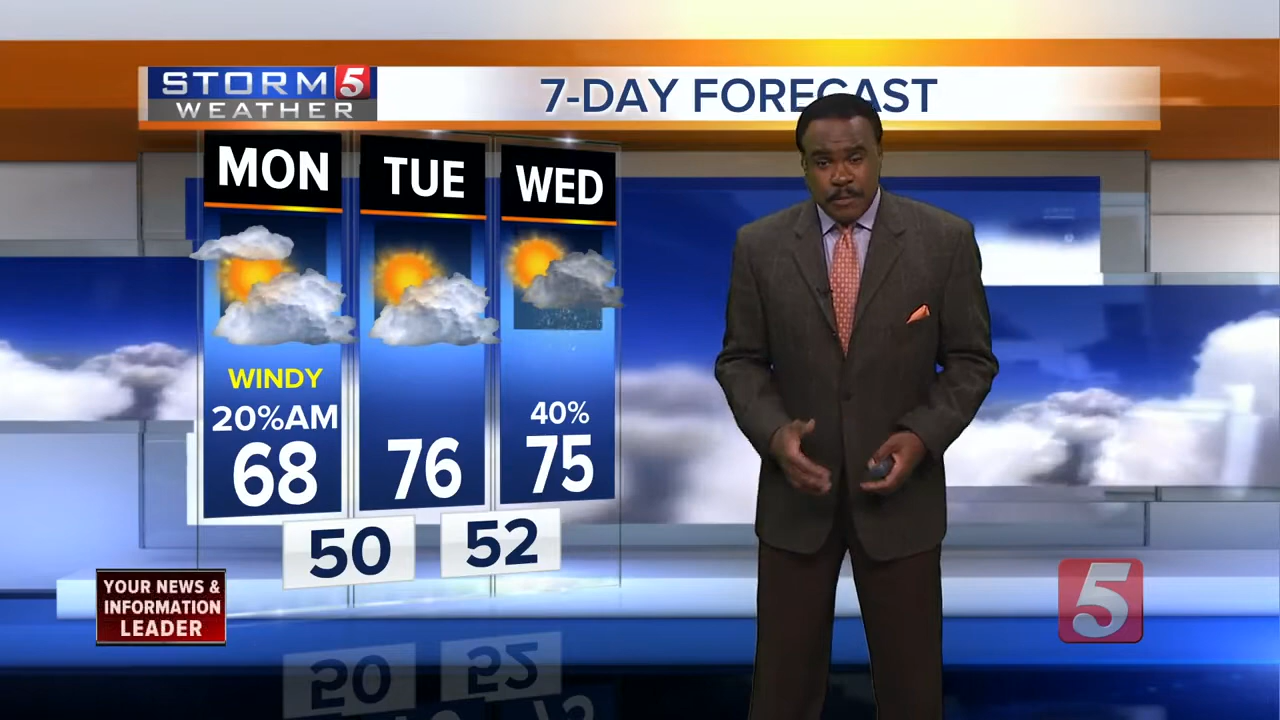 STORM 5
WEATHER
7-DAY FORECAST
MON
WINDY
20%AM
68
TUE
76
WED
40%
75
50
52
YOUR NEWS &
INFORMATION
LEADER
5